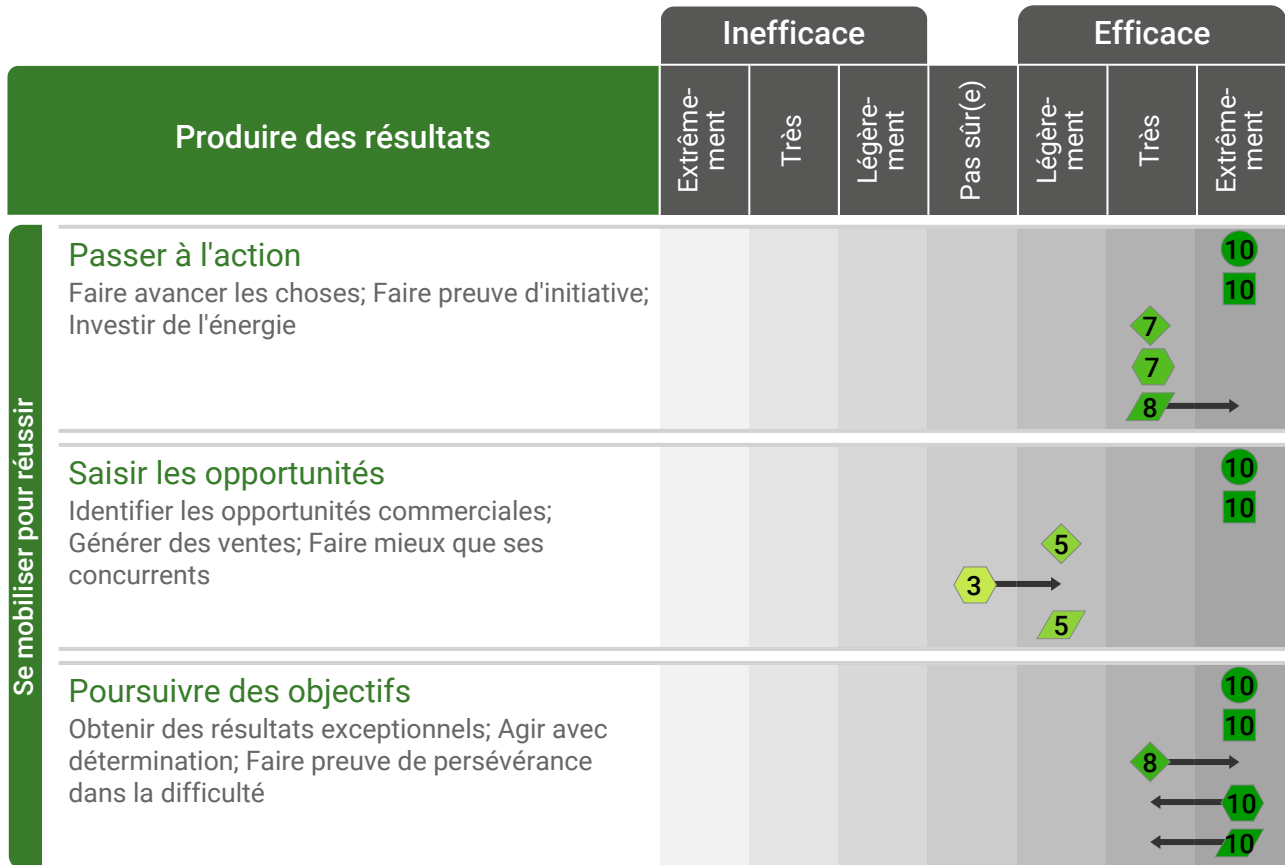 Inefficace
Efficace
Produire des résultats
Extrême-
ment
Très
Légère-
ment
Pas sûr(e)
Légère-
ment
Très
Extrême-
ment
Se mobiliser pour réussir
Passer à l'action
Faire avancer les choses; Faire preuve d'initiative;
Investir de l'énergie
10
10
7
7
8
Saisir les opportunités
Identifier les opportunités commerciales;
Générer des ventes; Faire mieux que ses
concurrents
10
10
5
3
5
Poursuivre des objectifs
Obtenir des résultats exceptionnels; Agir avec
détermination; Faire preuve de persévérance
dans la difficulté
10
10
8
10
10